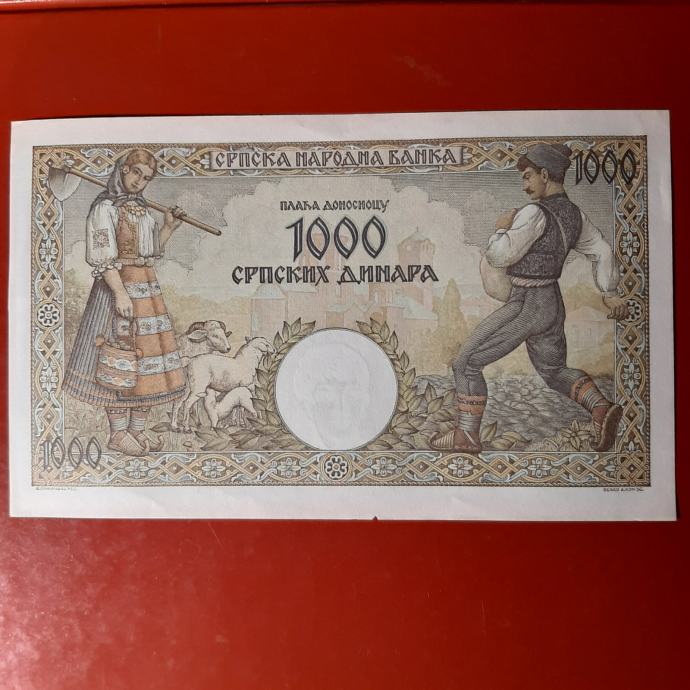 СРПСКА НАРОДНА БАНКА
1000
ПЛАЋА ДОНОСИОЦУ
1000
СРПСКИХ ДИНАРА
1000